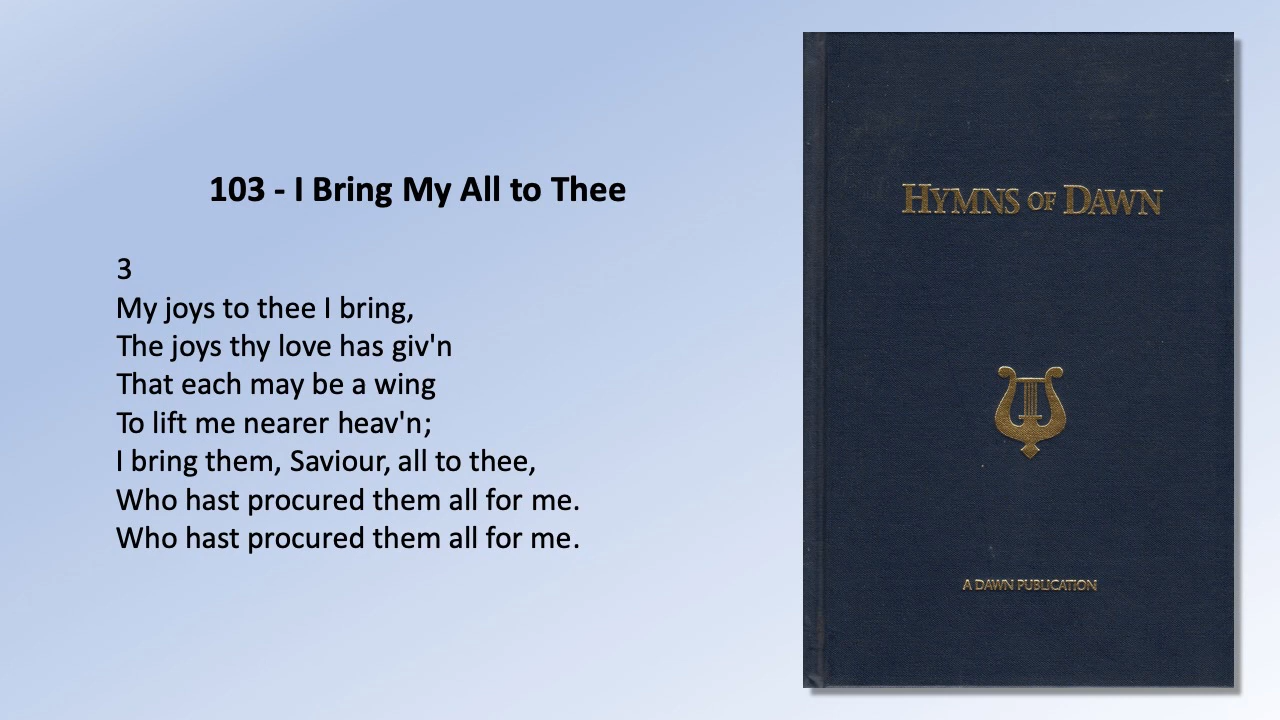 103 - I Bring My All to Thee
3
My joys to thee I bring,
The joys thy love has giv'n
That each may be a wing
To lift me nearer heav'n;
I bring them, Saviour, all to thee,
Who hast procured them all for me.
Who hast procured them all for me.
HYMNS OF DAWN
A DAWN PUBLICATION